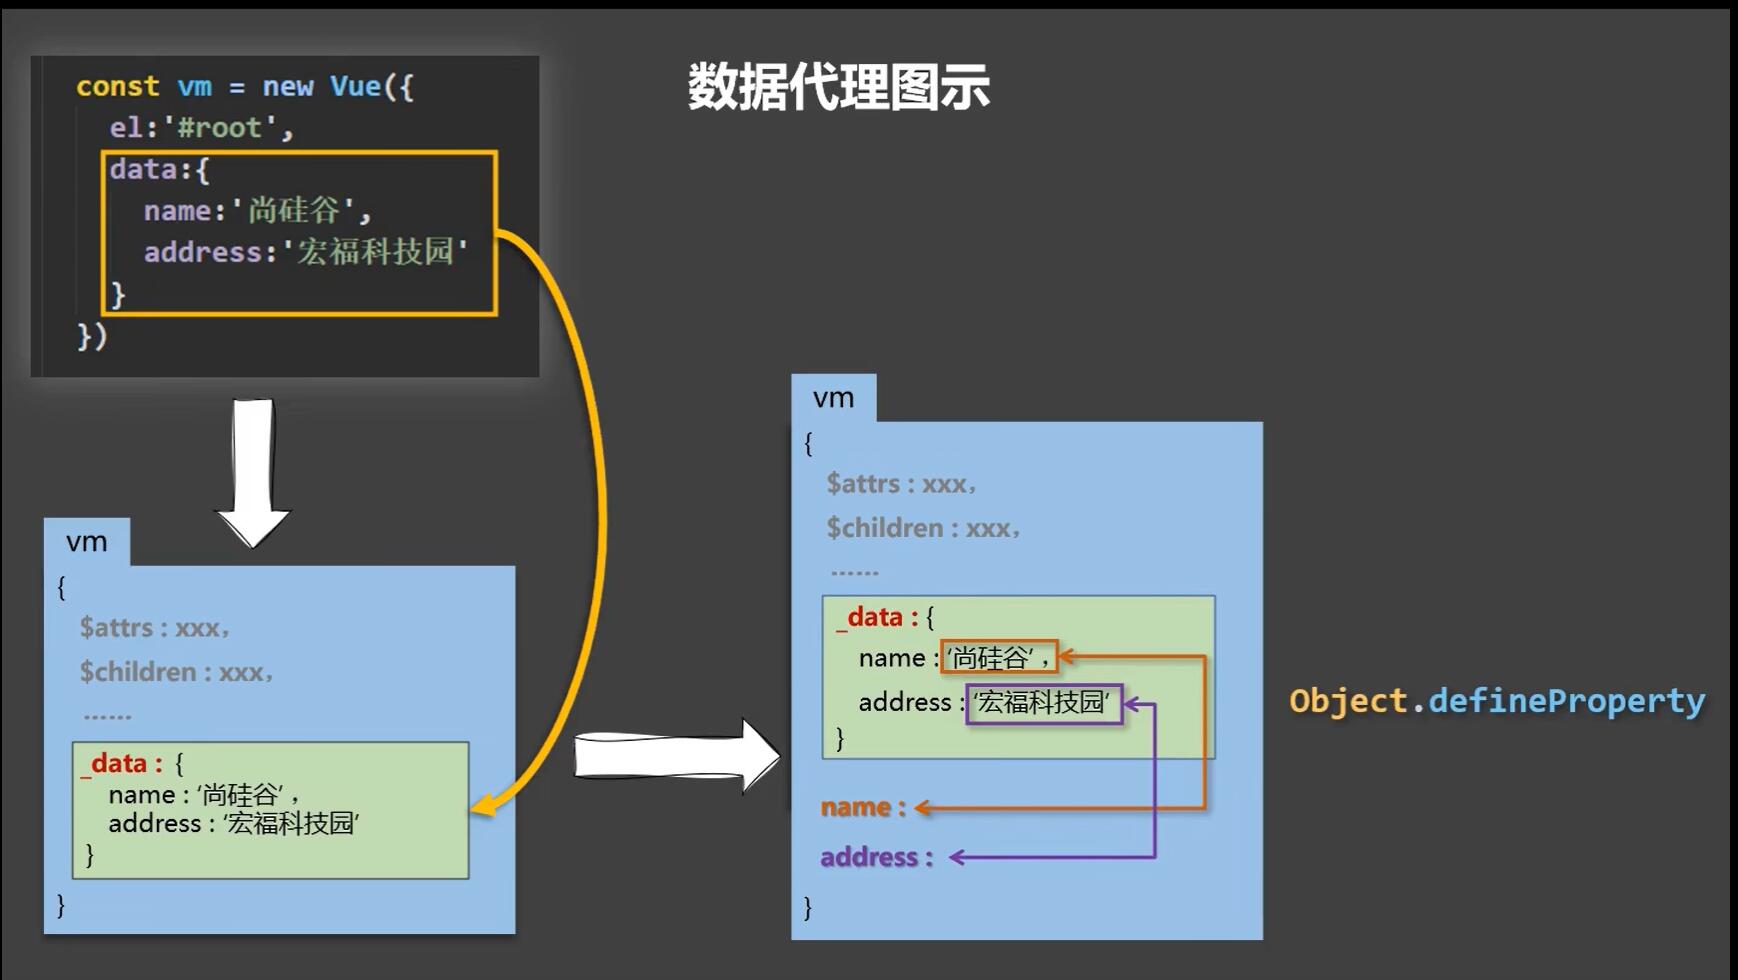 数据代理图示
const vm = new Vue({
el:'#root',
data:{
name:'尚硅谷',
address:'宏福科技园'
}
})
vm
{
$attrs : xxx，
$children : xxx，
......
_data : {
name : ‘尚硅谷’，
address : ‘宏福科技园’
}
}
vm
{
$attrs : xxx，
$children : xxx，
......
_data : {
name : ‘尚硅谷’，
address : ‘宏福科技园’
}
name :
address :
}
Object.defineProperty